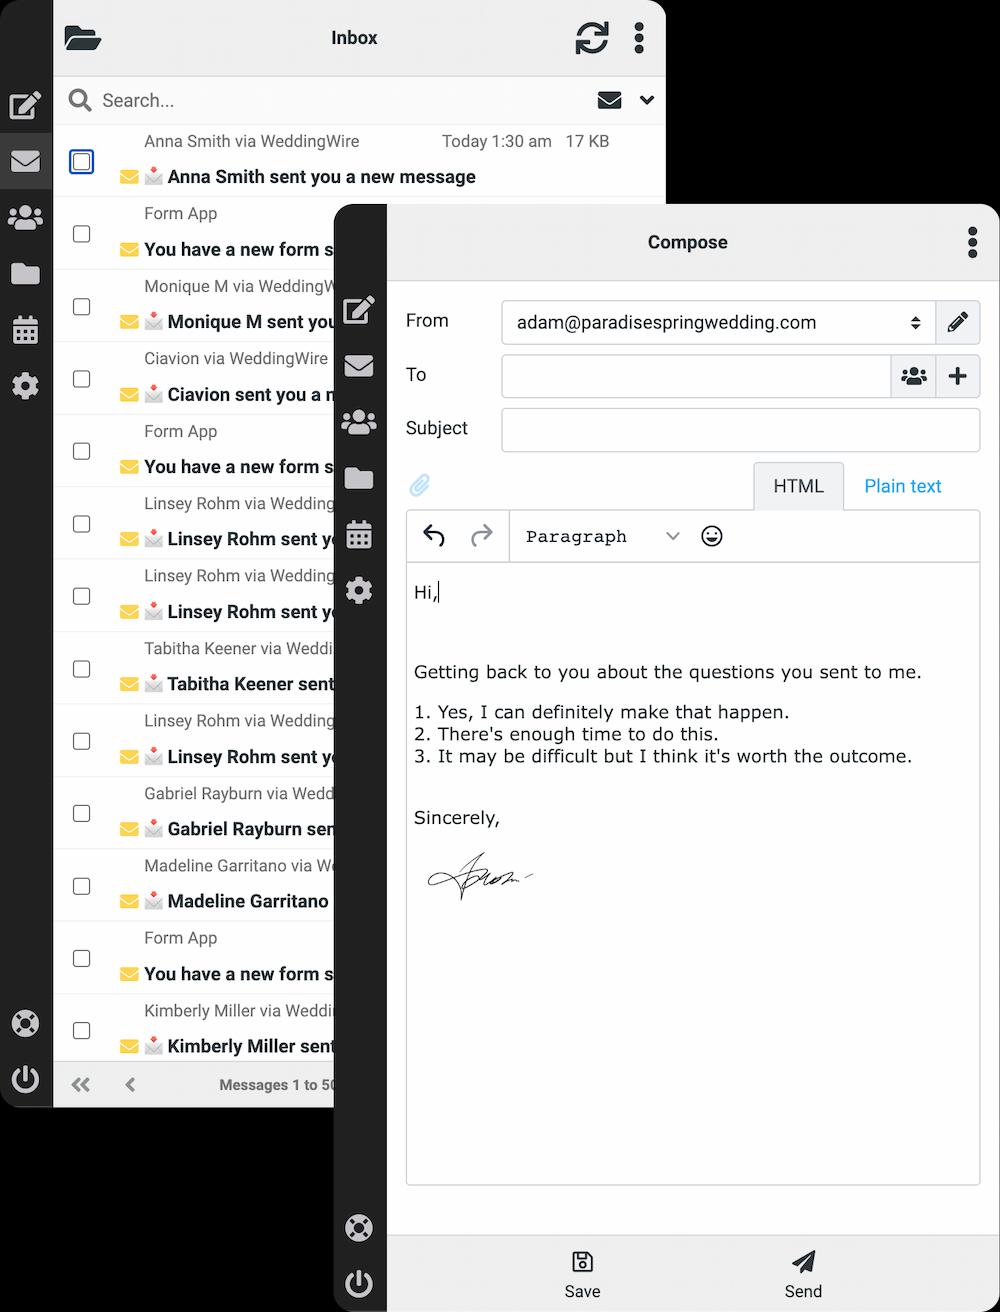 Inbox
Search...
Anna Smith via WeddingWire Today 1:30 am 17 KB
Anna Smith sent you a new message
Form App
You have a new form s
Monique M via WeddingW
Monique M sent you
Ciavion via WeddingWire
Ciavion sent you a n
Form App
You have a new form s
Linsey Rohm via Wedding
Linsey Rohm sent y
Linsey Rohm via Wedding
Linsey Rohm sent y
Tabitha Keener via Weddi
Tabitha Keener sent
Linsey Rohm via Wedding
Linsey Rohm sent y
Gabriel Rayburn via Wedd
Gabriel Rayburn sen
Madeline Garritano via We
Madeline Garritano
Form App
You have a new form s
Kimberly Miller via Weddi
Kimberly Miller sent
Messages 1 to 50
Compose
From adam@paradisespringwedding.com
To
Subject
HTML Plain text
Paragraph
Hi,
Getting back to you about the questions you sent to me.
1. Yes, I can definitely make that happen.
2. There's enough time to do this.
3. It may be difficult but I think it's worth the outcome.
Sincerely,
Save Send